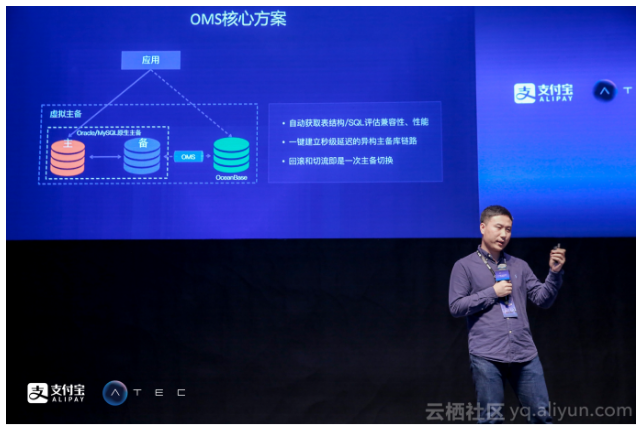 OMS核心方案
应用
虚拟主备
Oracle/MySQL原生主备
主
备
OMS
OceanBase
• 自动获取表结构/SQL评估兼容性、性能
• 一键建立秒级延迟的异构主备库链路
• 回滚和切流即是一次主备切换
支 支付宝
ALIPAY
A T
支 支付宝
ALIPAY
A T E C
云栖社区 yq.aliyun.com